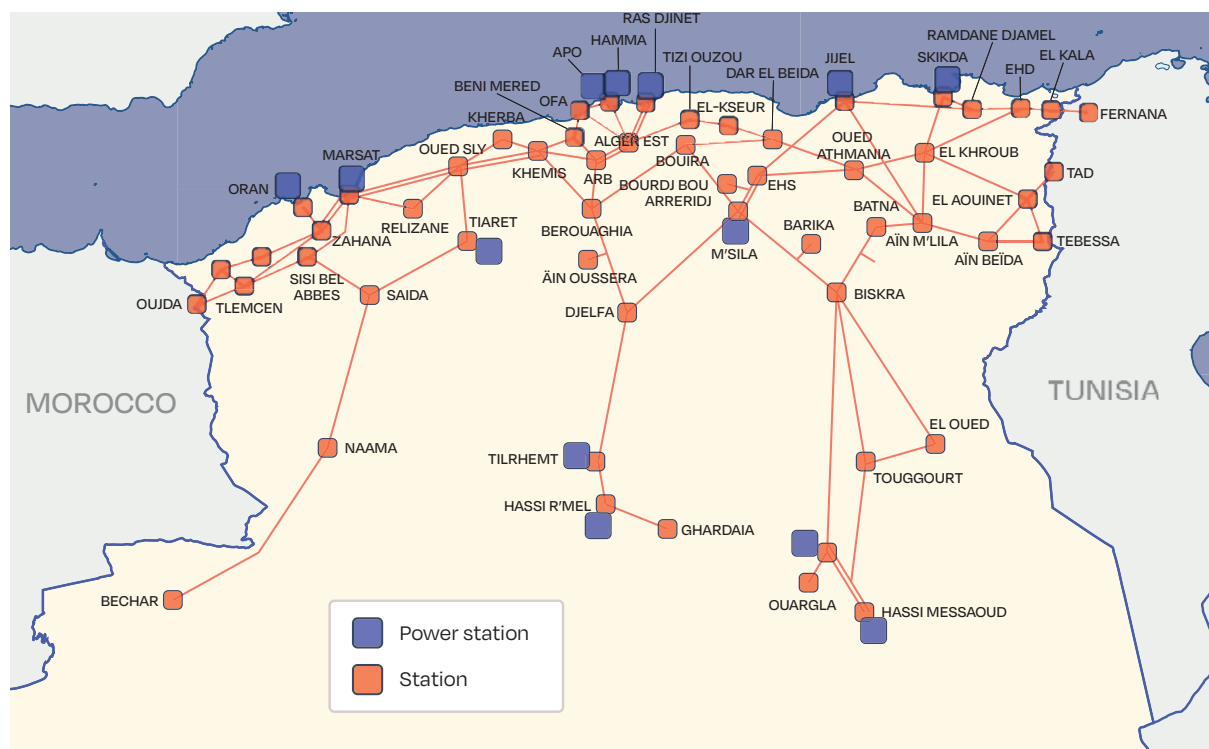 RAS DJINET
HAMMA
APO
TIZI OUZOU
RAMDANE DJAMEL
JIJEL
SKIKDA
EL KALA
EHD
DAR EL BEIDA
BENI MERED
OFA
EL-KSEUR
KHERBA
FERNANA
ALGER EST
OUED
ATHMANIA
OUED SLY
BOUIRA
EL KHROUB
MARSAT
KHEMIS
ARB
TAD
ORAN
BOURDJ BOU
ARRERIDJ
EHS
EL AOUINET
BATNA
RELIZANE
TIARET
BEROUAGHIA
BARIKA
ZAHANA
AÏN M'LILA
TEBESSA
M'SILA
AÏN BEÏDA
SISI BEL
ABBES
ÄIN OUSSERA
SAIDA
BISKRA
OUJDA
TLEMCEN
DJELFA
MOROCCO
TUNISIA
EL OUED
NAAMA
TILRHEMT
TOUGGOURT
HASSI R'MEL
GHARDAIA
BECHAR
OUARGLA
HASSI MESSAOUD
Power station
Station